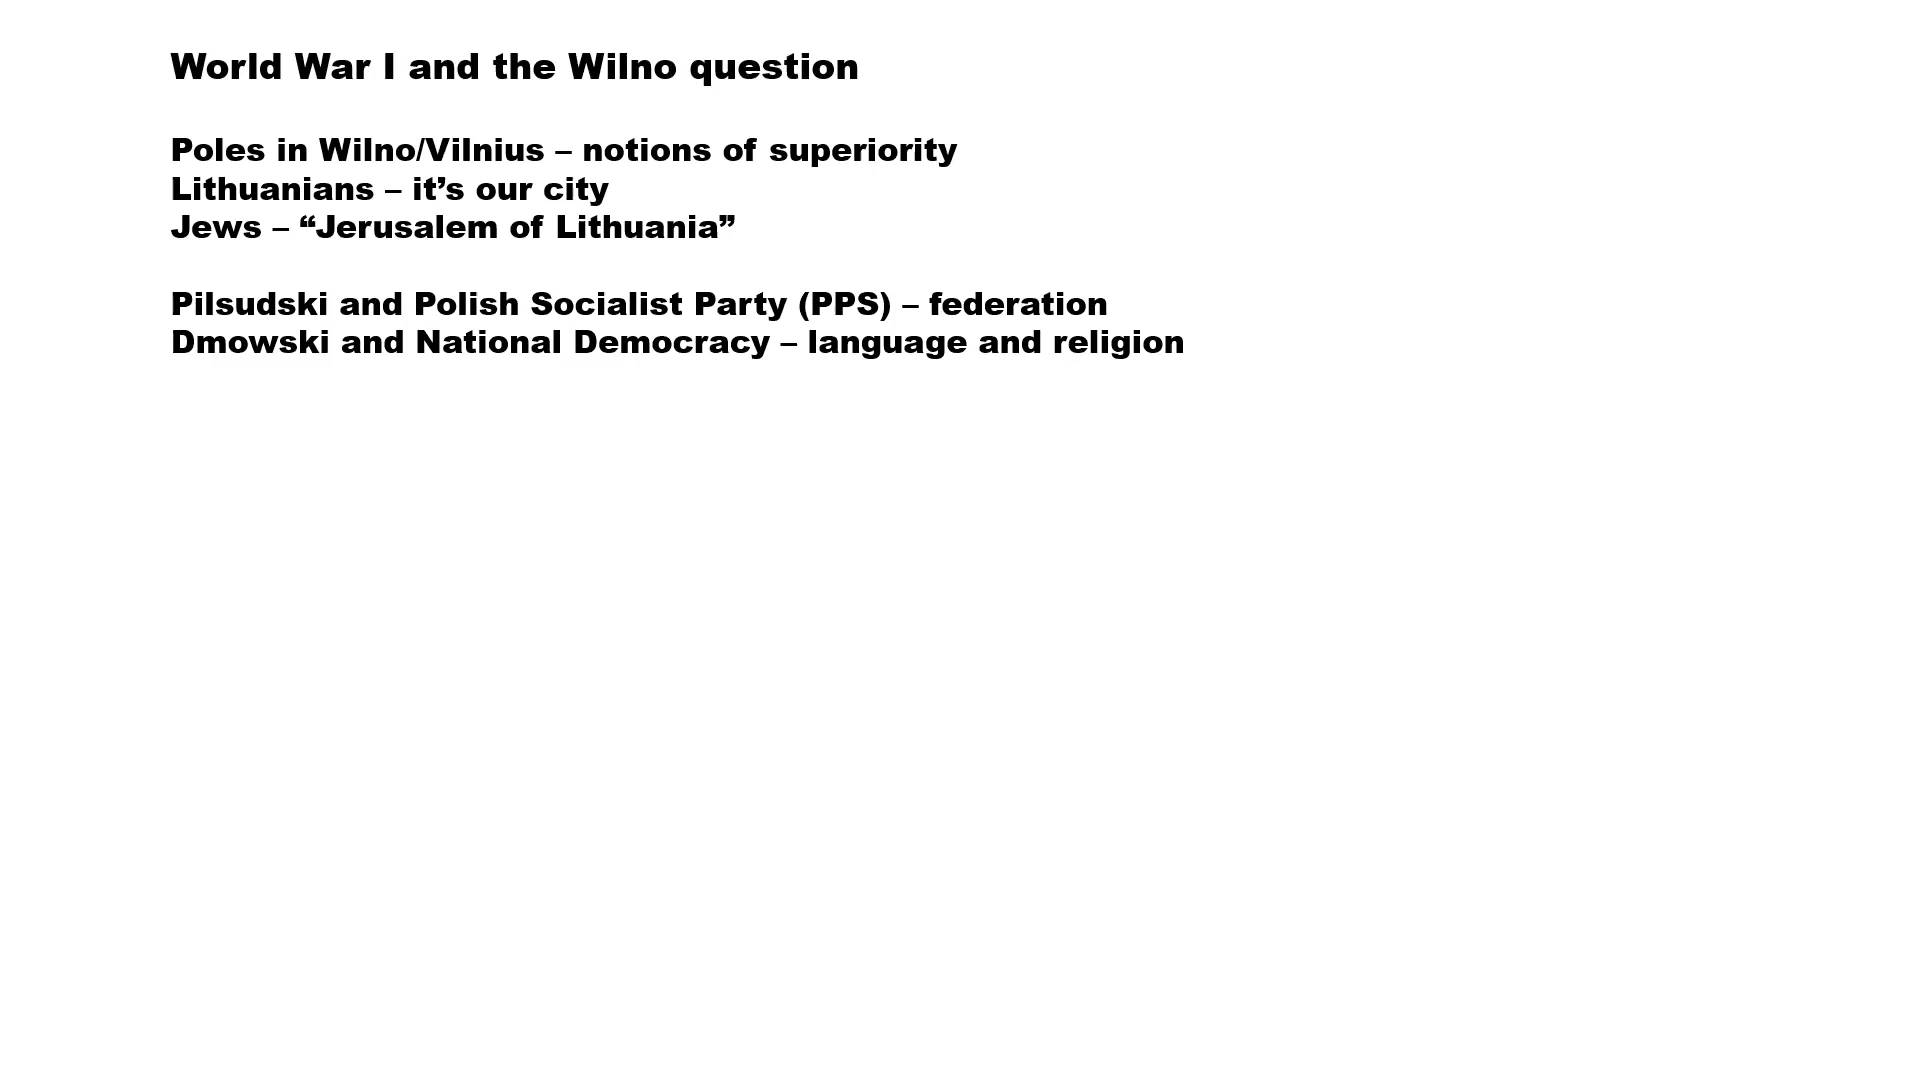 World War I and the Wilno question
Poles in Wilno/Vilnius – notions of superiority
Lithuanians – it’s our city
Jews – “Jerusalem of Lithuania”
Pilsudski and Polish Socialist Party (PPS) – federation
Dmowski and National Democracy – language and religion